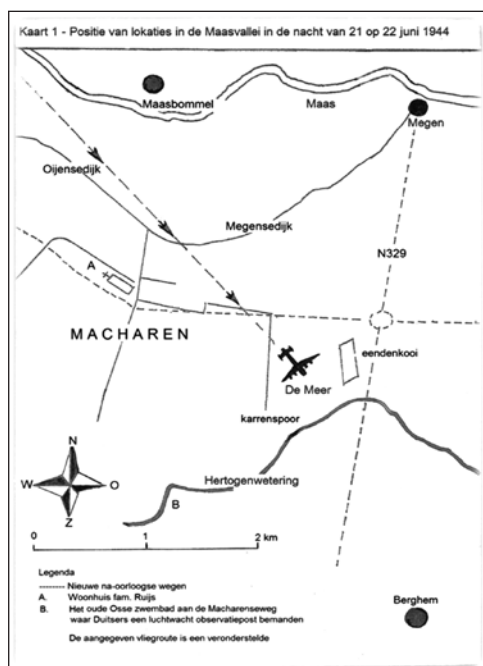 Kaart 1 - Positie van lokaties in de Maasvallei in de nacht van 21 op 22 juni 1944
Maasbommel
Maas
Megen
Oijensedijk
Megensedijk
N329
A
MACHAREN
eendenkooi
De Meer
karrenspoor
N
W
O
Z
Hertogenwetering
B
0
1
2 km
Legenda
-------- Nieuwe na-oorlogse wegen
A. Woonhuis fam. Ruijs
B. Het oude Osse zwembad aan de Macharenseweg
waar Duitsers een luchtwacht observatiepost bemanden
De aangegeven vliegroute is een veronderstelde
Berghem